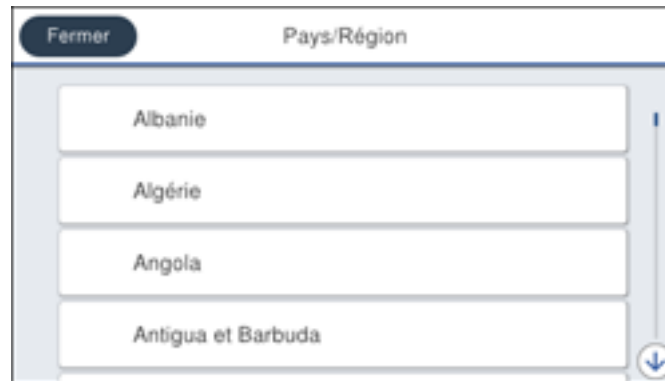 Fermer
Pays/Région
Albanie
Algérie
Angola
Antigua et Barbuda